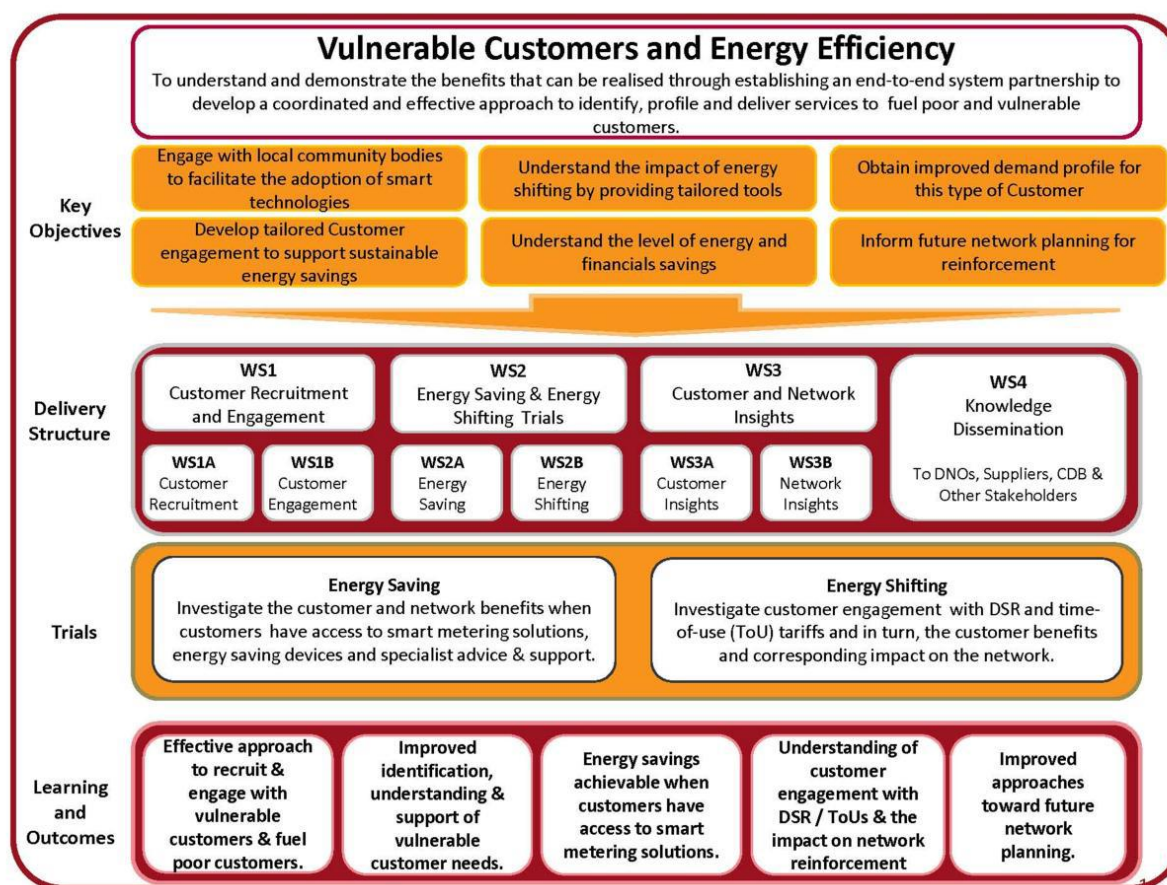 Vulnerable Customers and Energy Efficiency
To understand and demonstrate the benefits that can be realised through establishing an end-to-end system partnership to
develop a coordinated and effective approach to identify, profile and deliver services to fuel poor and vulnerable
customers.
Key
Objectives
Engage with local community bodies
to facilitate the adoption of smart
technologies
Understand the impact of energy
shifting by providing tailored tools
Obtain improved demand profile for
this type of Customer
Develop tailored Customer
engagement to support sustainable
energy savings
Understand the level of energy and
financials savings
Inform future network planning for
reinforcement
Delivery
Structure
WS1
Customer Recruitment
and Engagement
WS2
Energy Saving & Energy
Shifting Trials
WS3
Customer and Network
Insights
WS4
Knowledge
Dissemination
To DNOs, Suppliers, CDB &
Other Stakeholders
WS1A
Customer
Recruitment
WS1B
Customer
Engagement
WS2A
Energy
Saving
WS2B
Energy
Shifting
WS3A
Customer
Insights
WS3B
Network
Insights
Trials
Energy Saving
Investigate the customer and network benefits when
customers have access to smart metering solutions,
energy saving devices and specialist advice & support.
Energy Shifting
Investigate customer engagement with DSR and time-
of-use (ToU) tariffs and in turn, the customer benefits
and corresponding impact on the network.
Learning
and
Outcomes
Effective approach
to recruit &
engage with
vulnerable
customers & fuel
poor customers.
Improved
identification,
understanding &
support of
vulnerable
customer needs.
Energy savings
achievable when
customers have
access to smart
metering solutions.
Understanding of
customer
engagement with
DSR / ToUs & the
impact on network
reinforcement
Improved
approaches
toward future
network
planning.